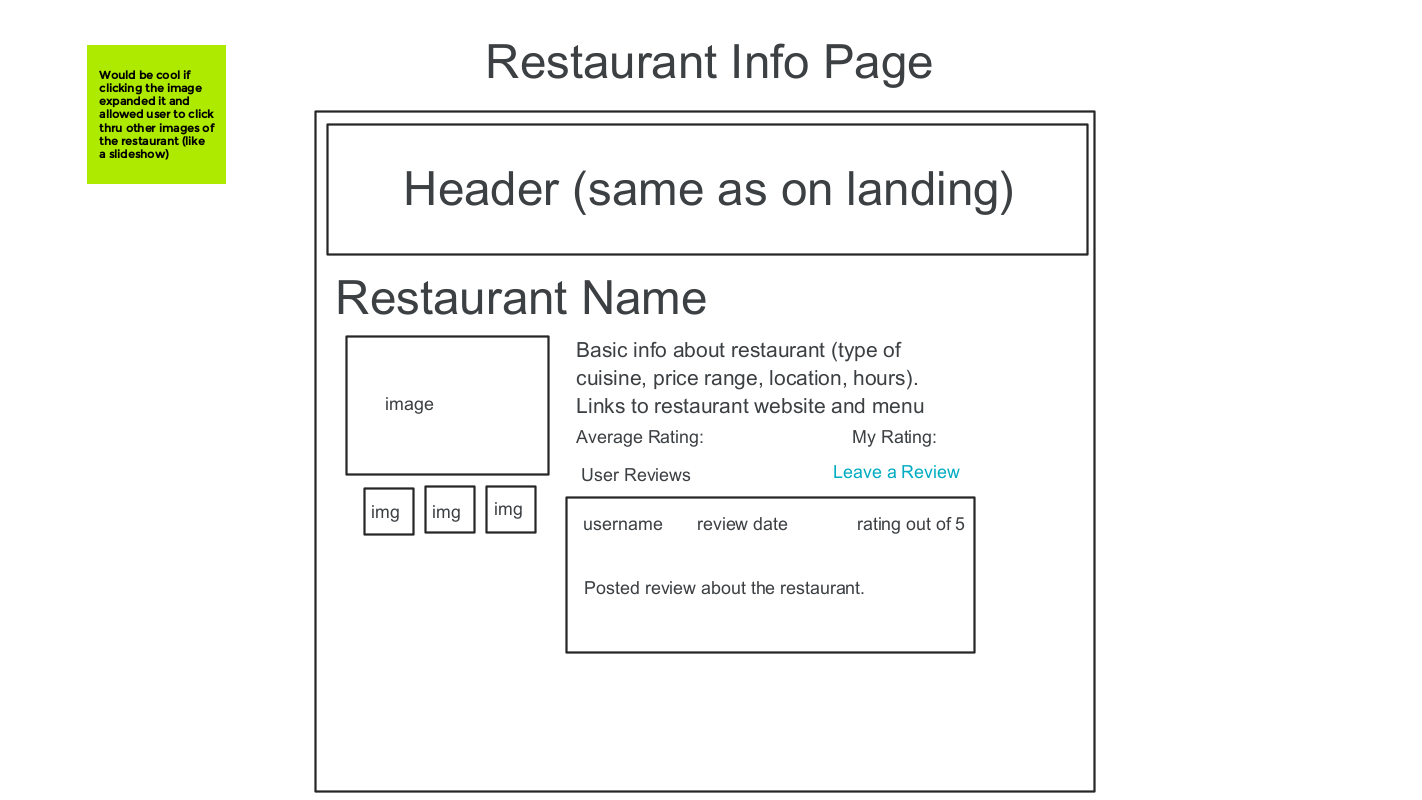 Would be cool if
clicking the image
expanded it and
allowed user to click
thru other images of
the restaurant (like
a slideshow)
Restaurant Info Page
Header (same as on landing)
Restaurant Name
image
img img img
Basic info about restaurant (type of
cuisine, price range, location, hours).
Links to restaurant website and menu
Average Rating: My Rating:
User Reviews Leave a Review
username review date rating out of 5
Posted review about the restaurant.